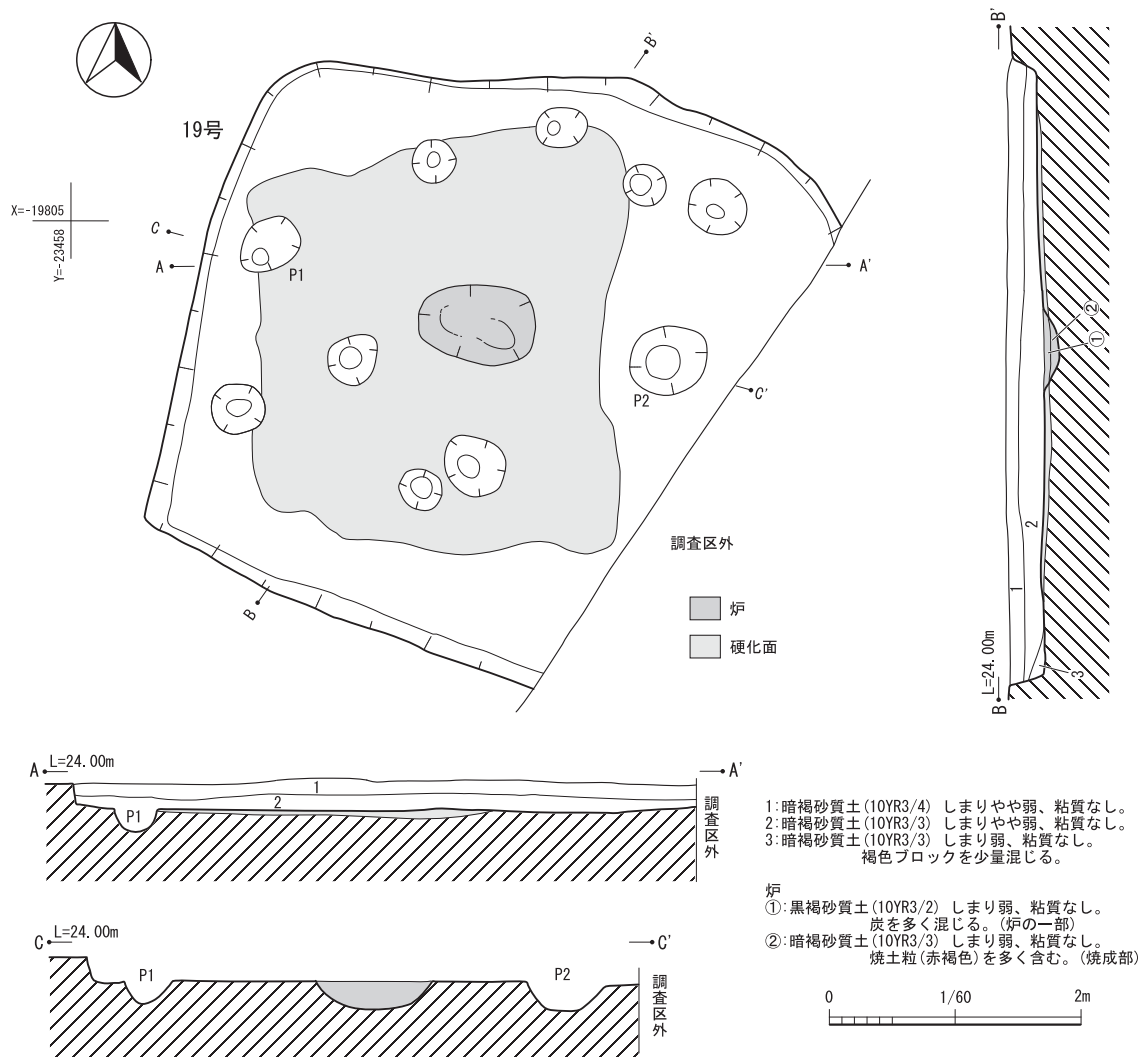 19号
X=-19805
Y=-23458
C
A
B'
A'
C'
B
P1
P2
調査区外
炉
硬化面
B'
②
①
2
1
3
L=24.00m
B
A
L=24.00m
A'
1
2
P1
調査区外
C
L=24.00m
C'
P1
P2
調査区外
1:暗褐砂質土(10YR3/4) しまりやや弱、粘質なし。
2:暗褐砂質土(10YR3/3) しまりやや弱、粘質なし。
3:暗褐砂質土(10YR3/3) しまり弱、粘質なし。
褐色ブロックを少量混じる。
炉
①:黒褐砂質土(10YR3/2) しまり弱、粘質なし。
炭を多く混じる。(炉の一部)
②:暗褐砂質土(10YR3/3) しまり弱、粘質なし。
焼土粒(赤褐色)を多く含む。(焼成部)
0
1/60
2m